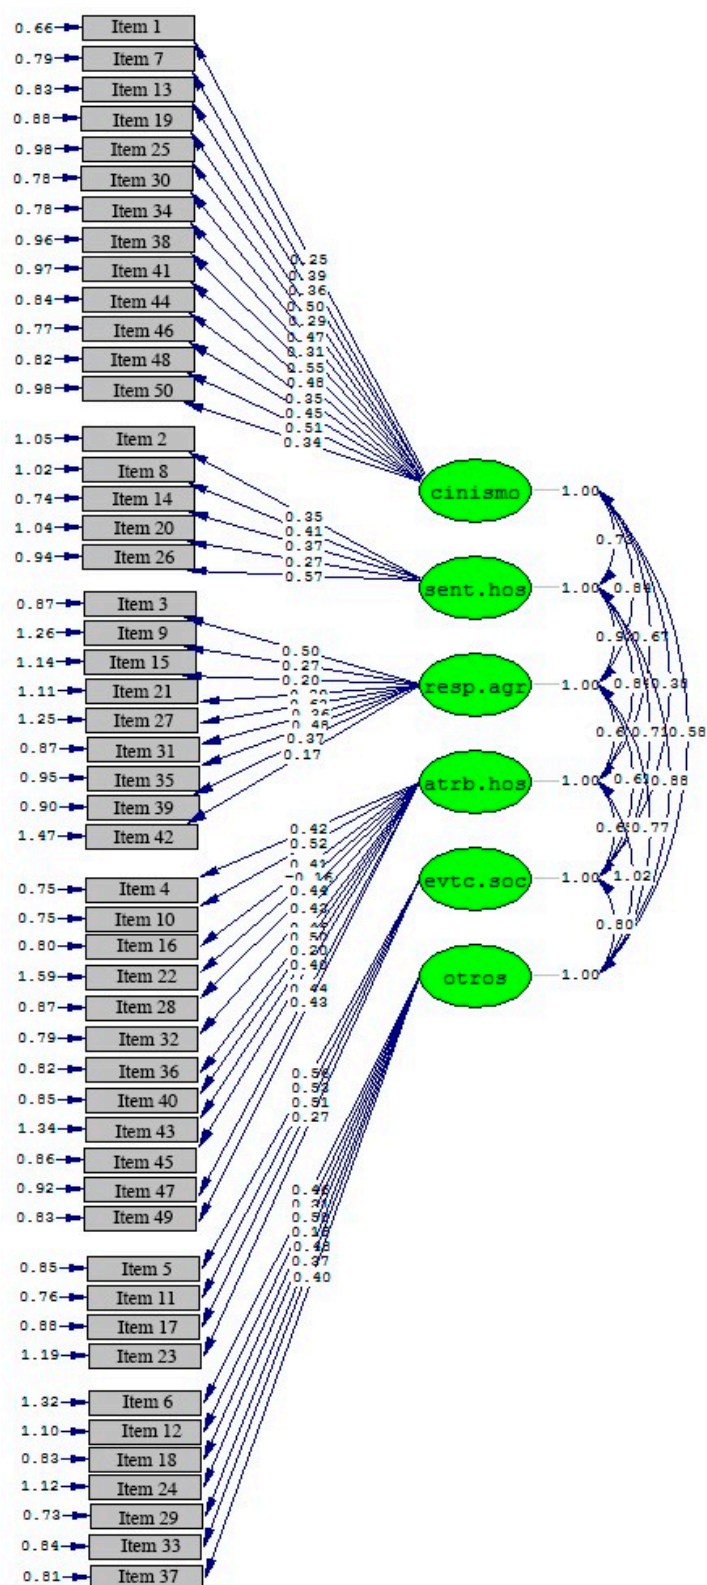 0.66 Item 1
0.79 Item 7
0.83 Item 13
0.88 Item 19
0.98 Item 25
0.78 Item 30
0.78 Item 34
0.96 Item 38
0.97 Item 41
0.84 Item 44
0.77 Item 46
0.82 Item 48
0.98 Item 50
0.25
0.39
0.36
0.50
0.29
0.47
0.31
0.55
0.48
0.35
0.45
0.51
0.34
1.05 Item 2
1.02 Item 8
0.74 Item 14
1.04 Item 20
0.94 Item 26
0.35
0.41
0.37
0.27
0.57
0.87 Item 3
1.26 Item 9
1.14 Item 15
1.11 Item 21
1.25 Item 27
0.87 Item 31
0.95 Item 35
0.90 Item 39
1.47 Item 42
0.50
0.27
0.20
0.37
0.17
0.75 Item 4
0.75 Item 10
0.80 Item 16
1.59 Item 22
0.87 Item 28
0.79 Item 32
0.82 Item 36
0.85 Item 40
1.34 Item 43
0.86 Item 45
0.92 Item 47
0.83 Item 49
0.42
0.52
0.41
0.44
0.20
0.43
0.85 Item 5
0.76 Item 11
0.88 Item 17
1.19 Item 23
0.53
0.51
0.27
1.32 Item 6
1.10 Item 12
0.83 Item 18
1.12 Item 24
0.73 Item 29
0.84 Item 33
0.81 Item 37
0.37
0.40
cinismo 1.00
sent.hos 1.00
resp.agr 1.00
atrb.hos 1.00
evtc.soc 1.00
otros 1.00
0.84
0.67
0.58
0.71
0.88
0.77
1.02
0.80